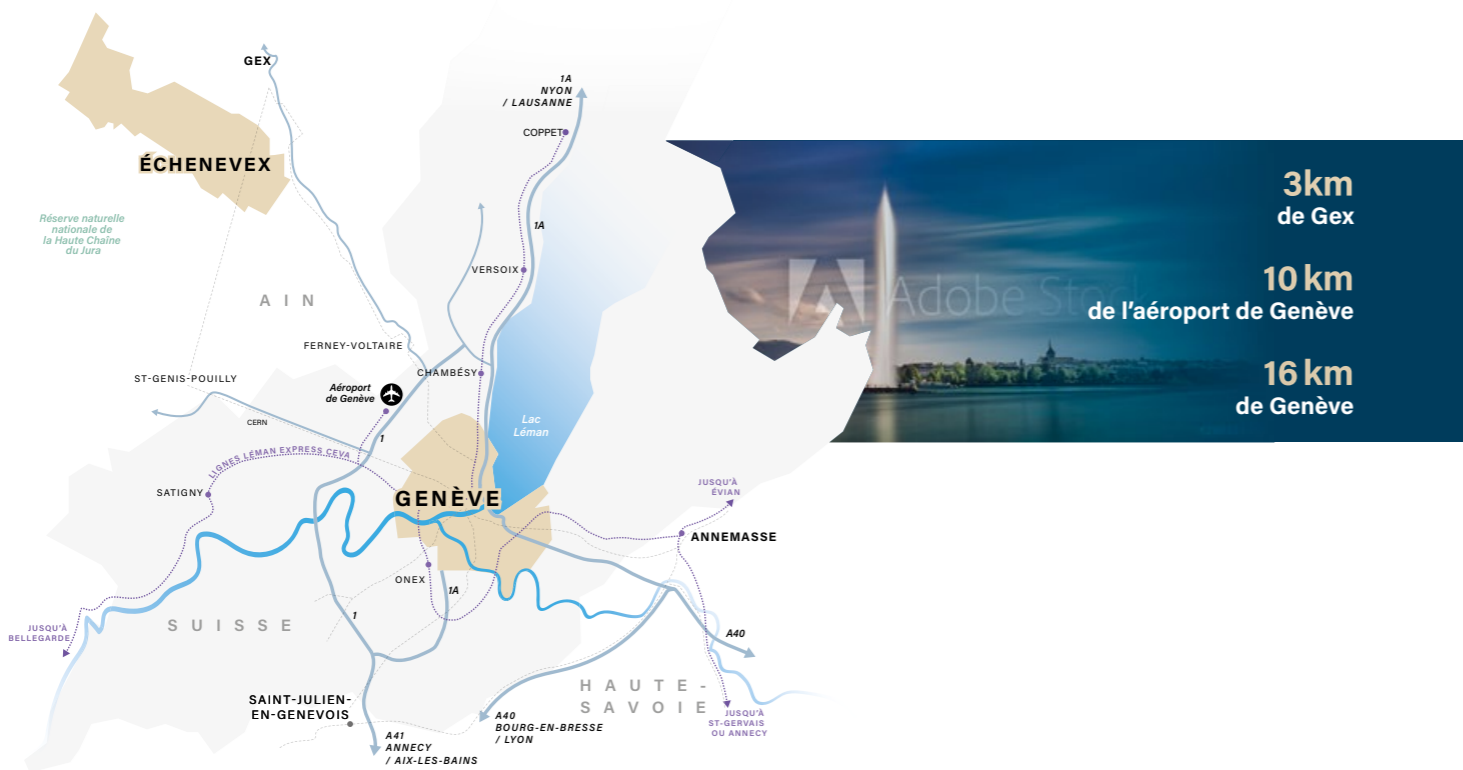 GEX
ÉCHENEVEX
Réserve naturelle
nationale de
la Haute Chaîne
du Jura
AIN
1A
NYON
/ LAUSANNE
COPPET
1A
VERSOIX
FERNEY-VOLTAIRE
CHAMBÉSY
ST-GENIS-POUILLY
Aéroport
de Genève
CERN
1
Lac
Léman
LIGNES LÉMAN EXPRESS CEVA
SATIGNY
GENÈVE
JUSQU'À
ÉVIAN
ANNEMASSE
ONEX
1A
1
SUISSE
JUSQU'À
BELLEGARDE
A40
HAUTE-
SAVOIE
SAINT-JULIEN-
EN-GENEVOIS
A41
ANNECY
/ AIX-LES-BAINS
A40
BOURG-EN-BRESSE
/ LYON
JUSQU'À
ST-GERVAIS
OU ANNECY
3km
de Gex
10 km
de l'aéroport de Genève
16 km
de Genève
Adobe Stock